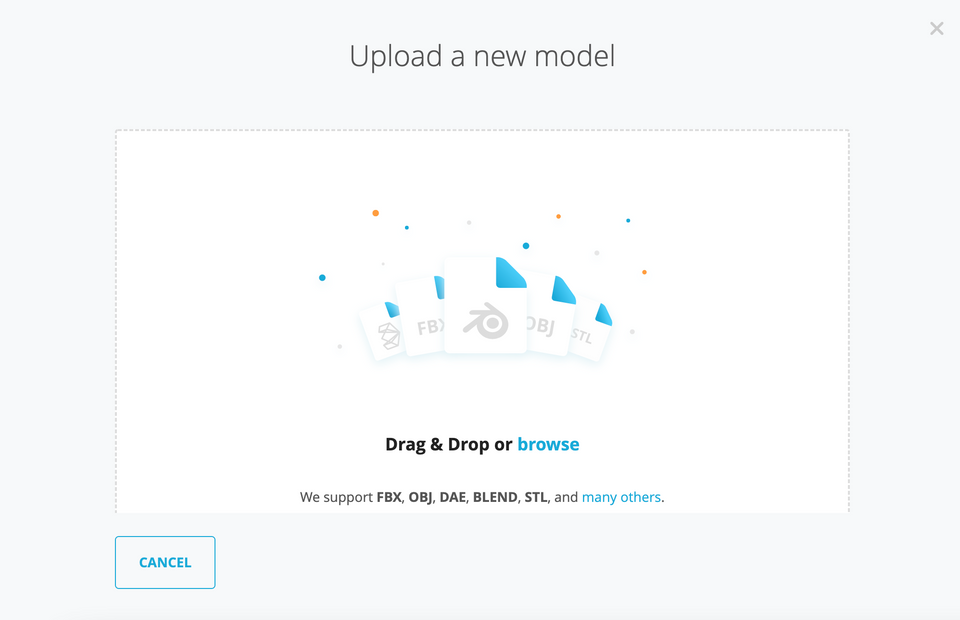 Upload a new model
FBX
OBJ
STL
Drag & Drop or browse
We support FBX, OBJ, DAE, BLEND, STL, and many others.
CANCEL